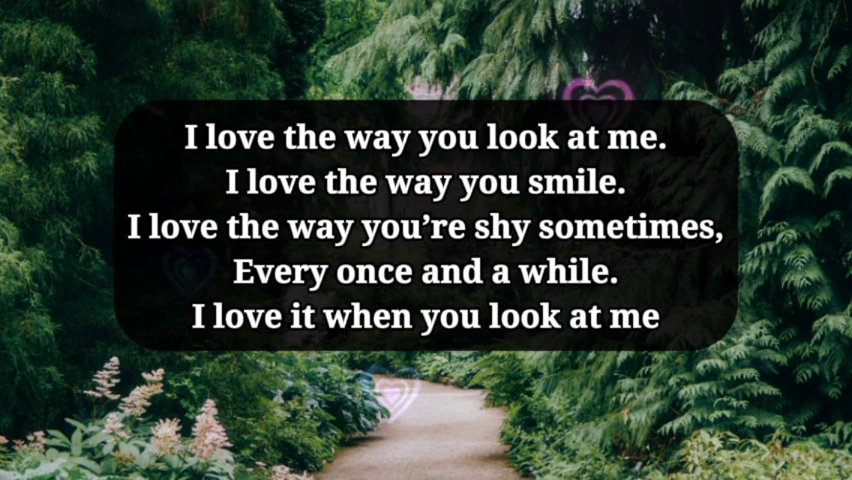 I love the way you look at me.
I love the way you smile.
I love the way you’re shy sometimes,
Every once and a while.
I love it when you look at me